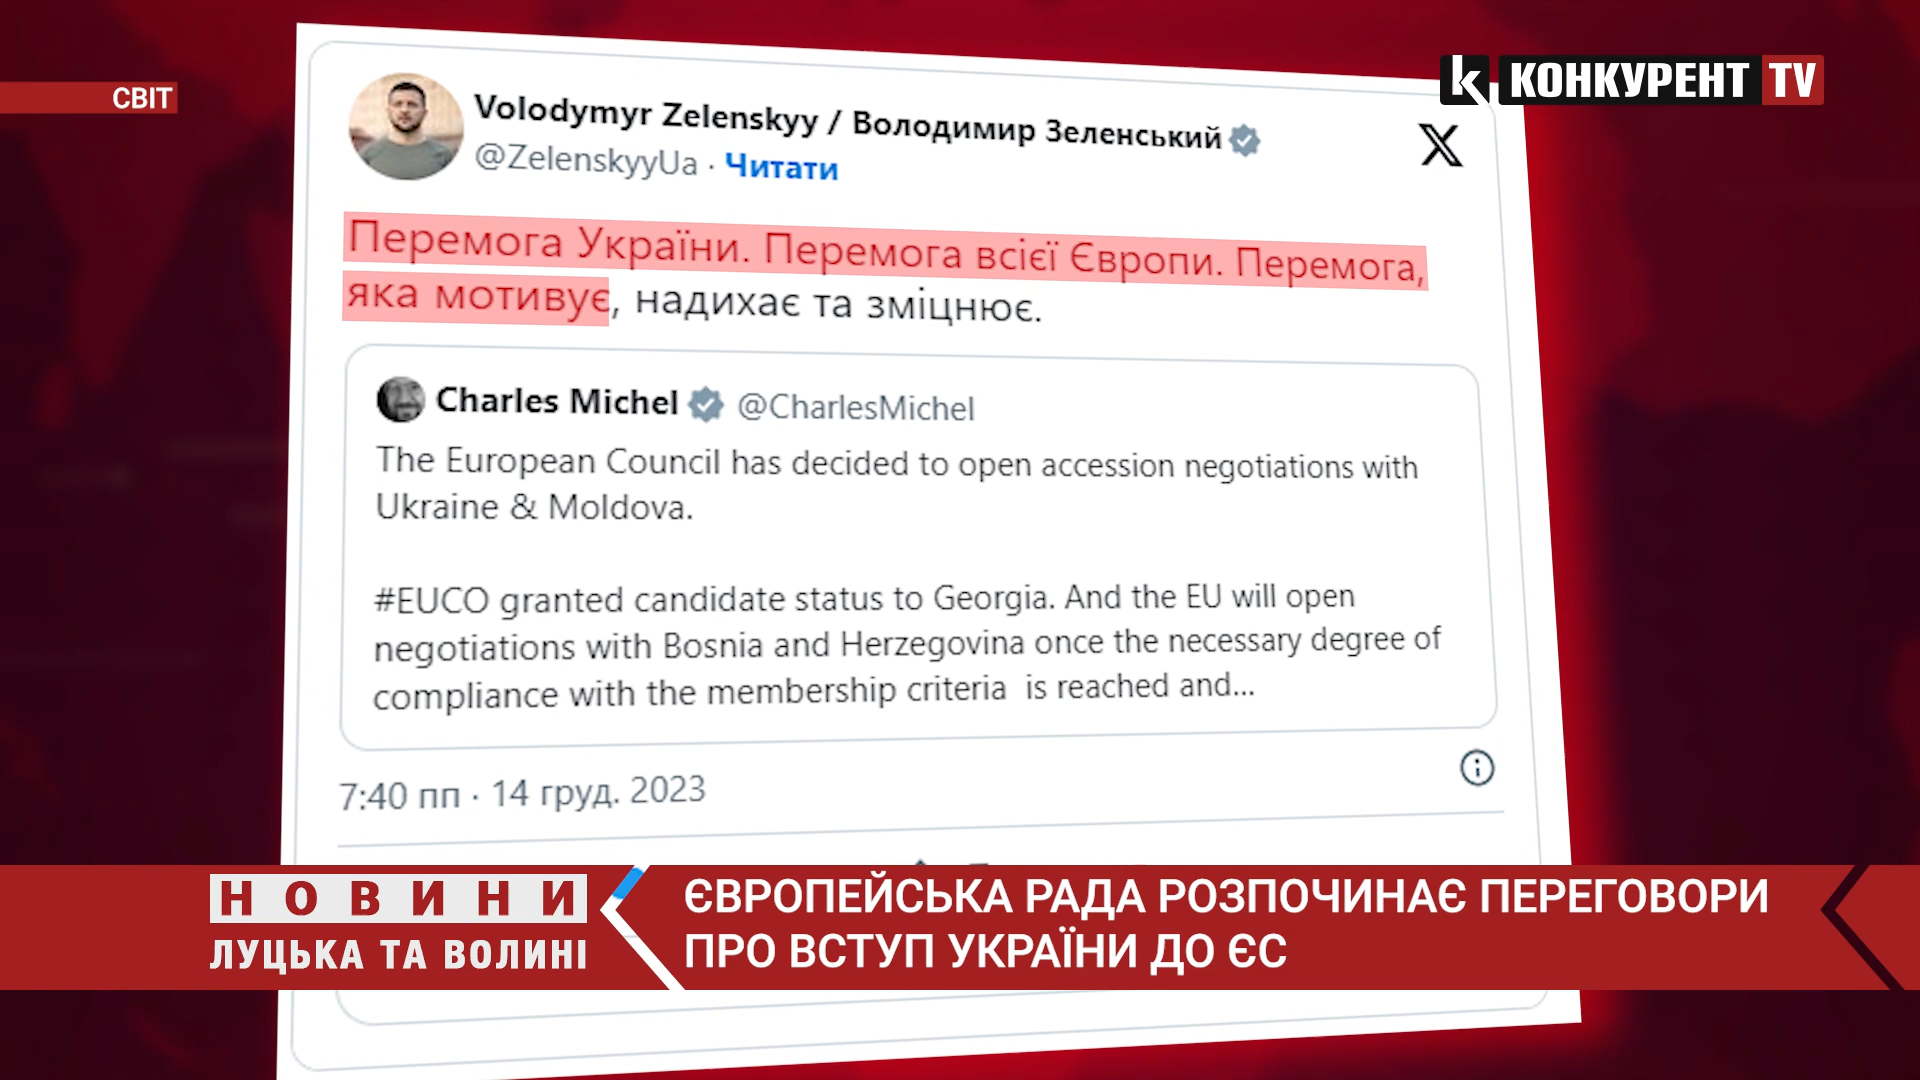 СВІТ
k КОНКУРЕНТ TV
Volodymyr Zelenskyy / Володимир Зеленський
@ZelenskyyUa · Читати
X
Перемога України. Перемога всієї Європи. Перемога,
яка мотивує, надихає та зміцнює.
Charles Michel @CharlesMichel
The European Council has decided to open accession negotiations with
Ukraine & Moldova.
#EUCO granted candidate status to Georgia. And the EU will open
negotiations with Bosnia and Herzegovina once the necessary degree of
compliance with the membership criteria is reached and...
7:40 пп · 14 груд. 2023
НОВИНИ
ЛУЦЬКА ТА ВОЛИНІ
ЄВРОПЕЙСЬКА РАДА РОЗПОЧИНАЄ ПЕРЕГОВОРИ
ПРО ВСТУП УКРАЇНИ ДО ЄС